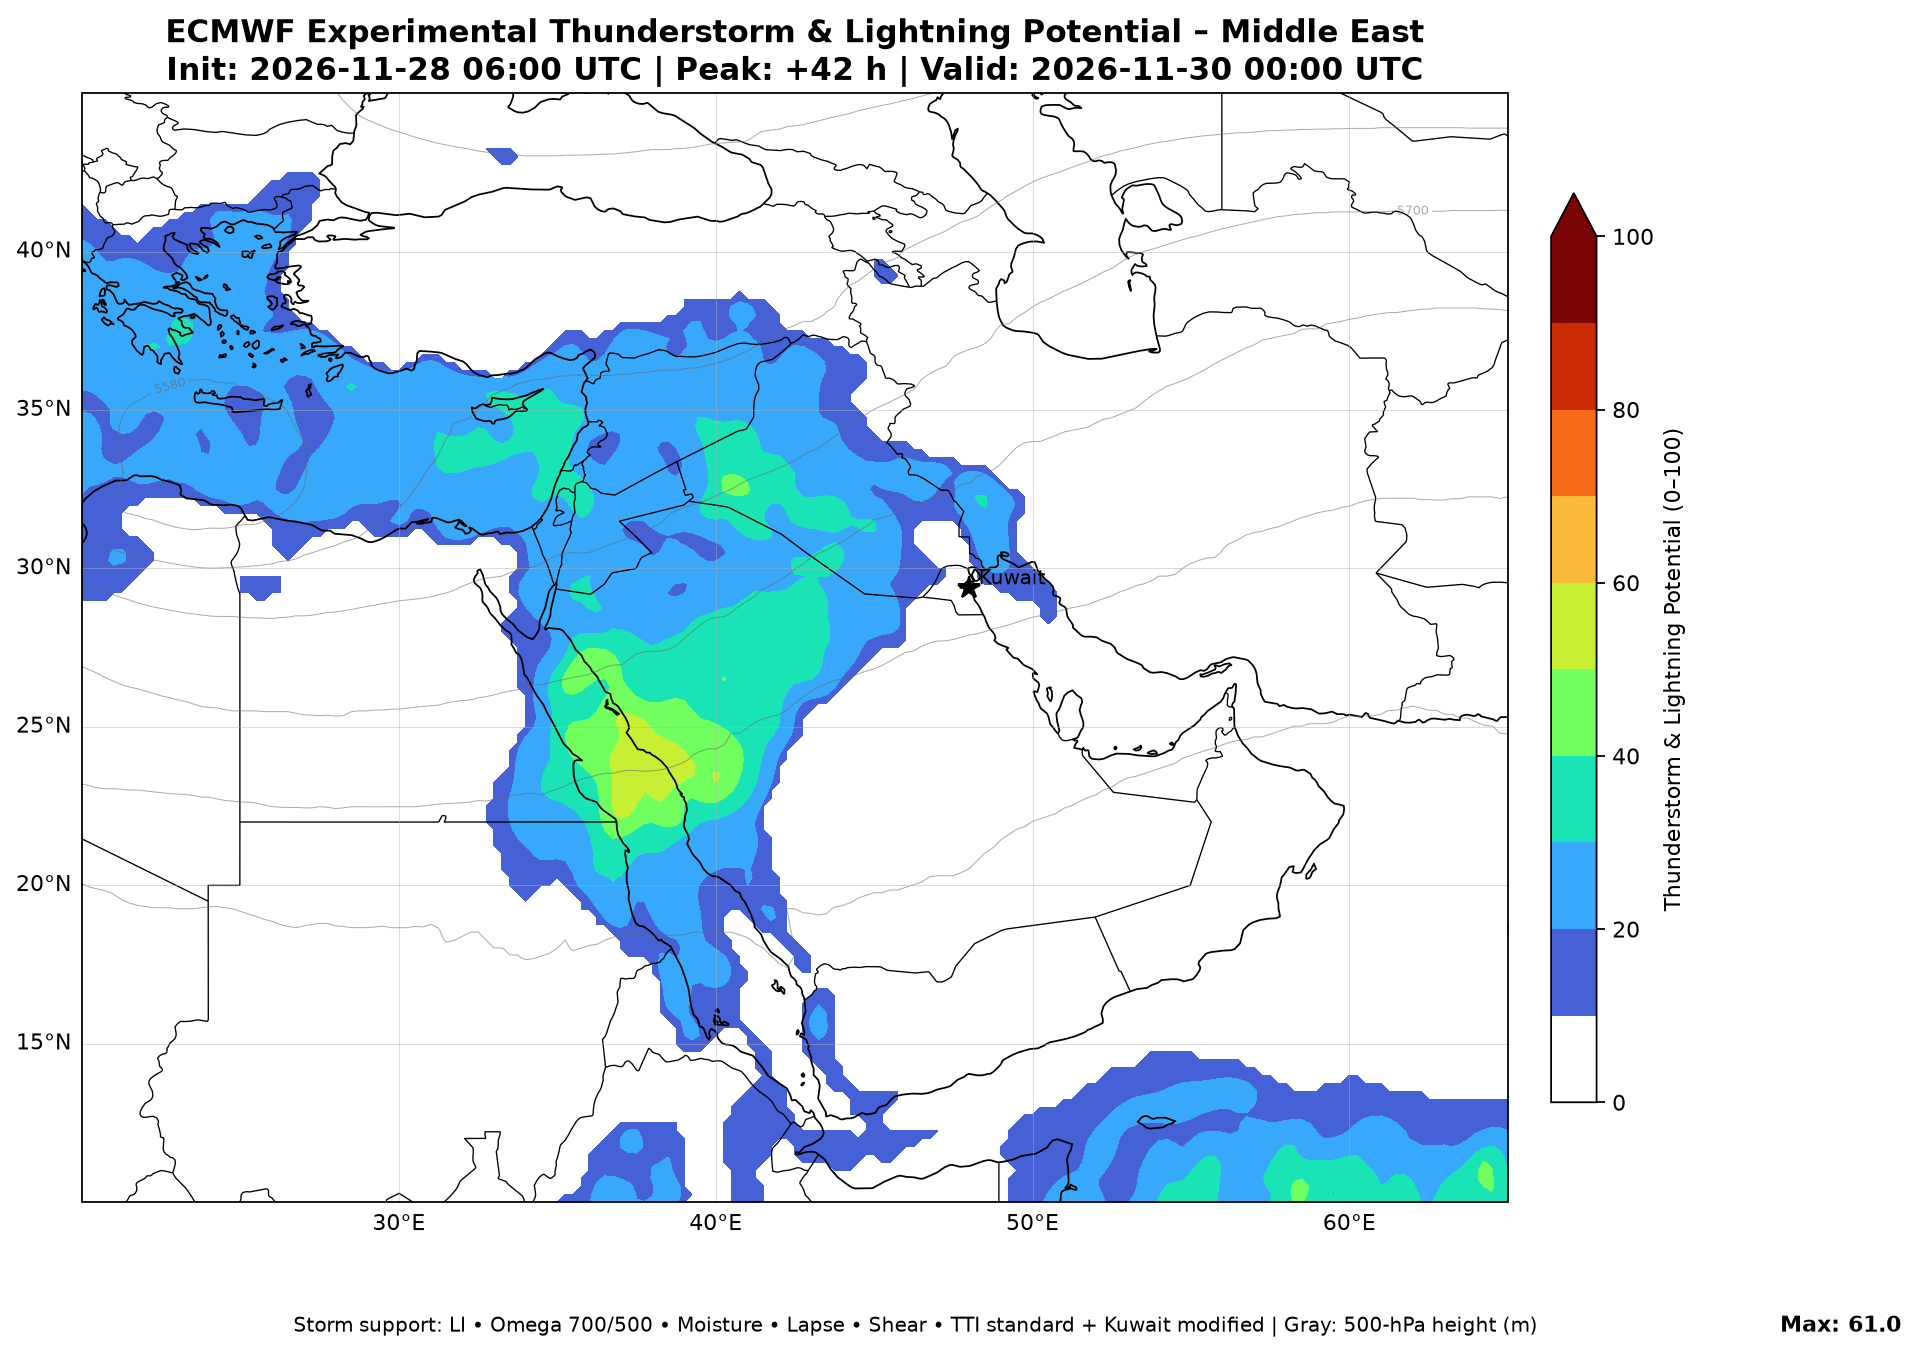 ECMWF Experimental Thunderstorm & Lightning Potential – Middle East
Init: 2026-11-28 06:00 UTC | Peak: +42 h | Valid: 2026-11-30 00:00 UTC
5700
5580
Kuwait
40°N
35°N
30°N
25°N
20°N
15°N
30°E
40°E
50°E
60°E
100
80
60
40
20
0
Thunderstorm & Lightning Potential (0–100)
Storm support: LI • Omega 700/500 • Moisture • Lapse • Shear • TTI standard + Kuwait modified | Gray: 500-hPa height (m)
Max: 61.0